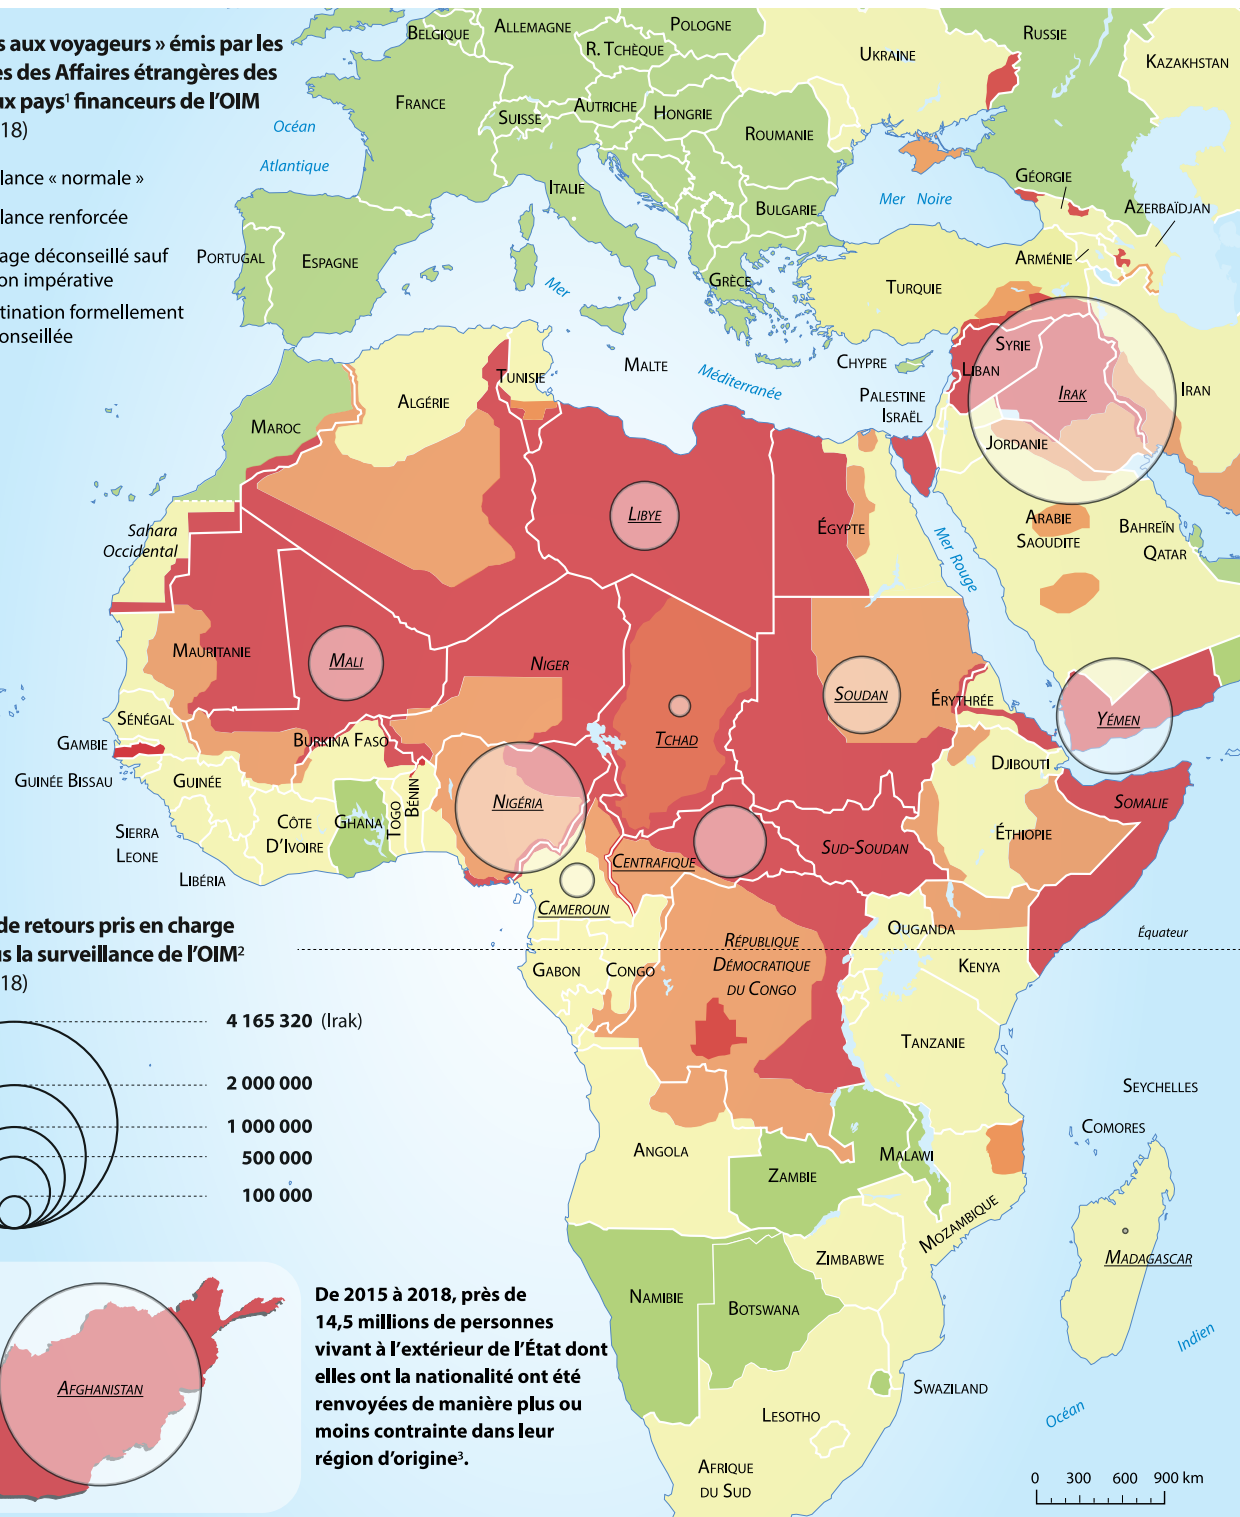 s aux voyageurs » émis par les
es des Affaires étrangères des
ux pays¹ financeurs de l'OIM
18)
lance « normale »
lance renforcée
age déconseillé sauf
on impérative
tination formellement
onseillée
Belgique
Allemagne
Pologne
R. Tchèque
Ukraine
Russie
Kazakhstan
France
Suisse
Autriche
Hongrie
Roumanie
Océan
Atlantique
Italie
Bulgarie
Mer Noire
Géorgie
Azerbaïdjan
Arménie
Portugal
Espagne
Grèce
Mer
Méditerranée
Turquie
Malte
Chypre
Syrie
Liban
Palestine
Israël
Irak
Iran
Jordanie
Tunisie
Algérie
Maroc
Libye
Égypte
Arabie
Saoudite
Bahreïn
Qatar
Mer Rouge
Sahara
Occidental
Mauritanie
Mali
Niger
Tchad
Soudan
Érythrée
Yémen
Sénégal
Gambie
Guinée Bissau
Guinée
Burkina Faso
Sierra
Leone
Libéria
Côte
d'Ivoire
Ghana
Togo
Bénin
Nigéria
Djibouti
Somalie
Éthiopie
Sud-Soudan
Centrafique
Cameroun
Ouganda
Équateur
Kenya
République
Démocratique
du Congo
Gabon
Congo
Tanzanie
Seychelles
Comores
Angola
Zambie
Malawi
Mozambique
Madagascar
Zimbabwe
Namibie
Botswana
Swaziland
Lesotho
Afrique
du Sud
Océan
Indien
de retours pris en charge
us la surveillance de l'OIM²
18)
4 165 320 (Irak)
2 000 000
1 000 000
500 000
100 000
Afghanistan
De 2015 à 2018, près de
14,5 millions de personnes
vivant à l'extérieur de l'État dont
elles ont la nationalité ont été
renvoyées de manière plus ou
moins contrainte dans leur
région d'origine³.
0 300 600 900 km